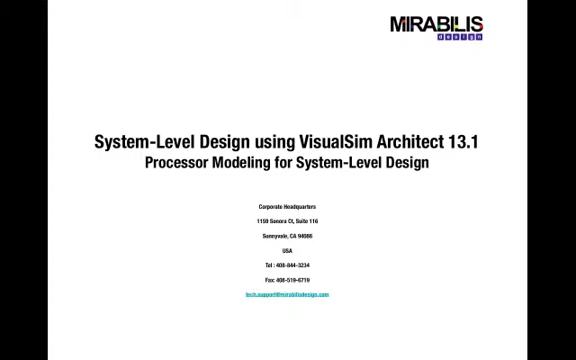 MIRABILIS
design
System-Level Design using VisualSim Architect 13.1
Processor Modeling for System-Level Design
Corporate Headquarters
1159 Sonora Ct, Suite 116
Sunnyvale, CA 94086
USA
Tel : 408-844-3234
Fax: 408-519-6719
tech.support@mirabilisdesign.com